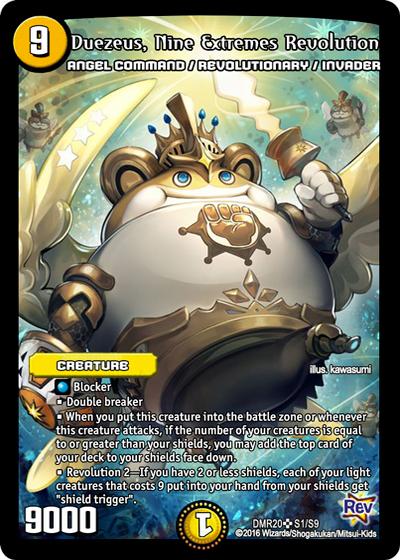 9
Duezeus, Nine Extremes Revolution
ANGEL COMMAND / REVOLUTIONARY / INVADER
CREATURE
illus. kawasumi
Blocker
▪ Double breaker
▪ When you put this creature into the battle zone or whenever
this creature attacks, if the number of your creatures is equal
to or greater than your shields, you may add the top card of
your deck to your shields face down.
▪ Revolution 2—If you have 2 or less shields, each of your light
creatures that costs 9 put into your hand from your shields get
"shield trigger".
Rev
9000
1
DMR20 S1/S9
©2016 Wizards/Shogakukan/Mitsui-Kids